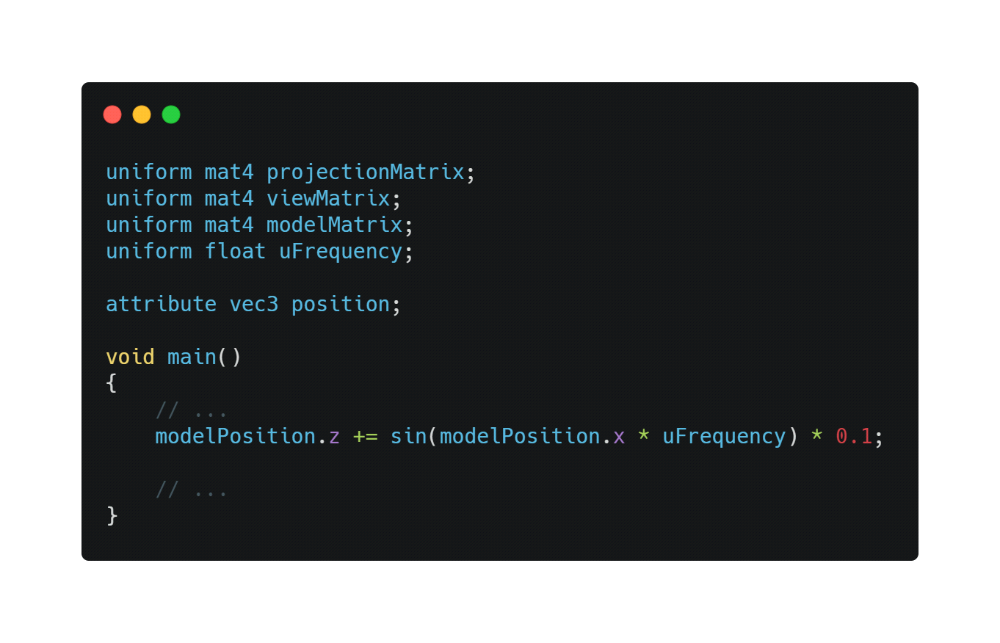 uniform mat4 projectionMatrix;
uniform mat4 viewMatrix;
uniform mat4 modelMatrix;
uniform float uFrequency;

attribute vec3 position;

void main()
{
    // ...
    modelPosition.z += sin(modelPosition.x * uFrequency) * 0.1;

    // ...
}